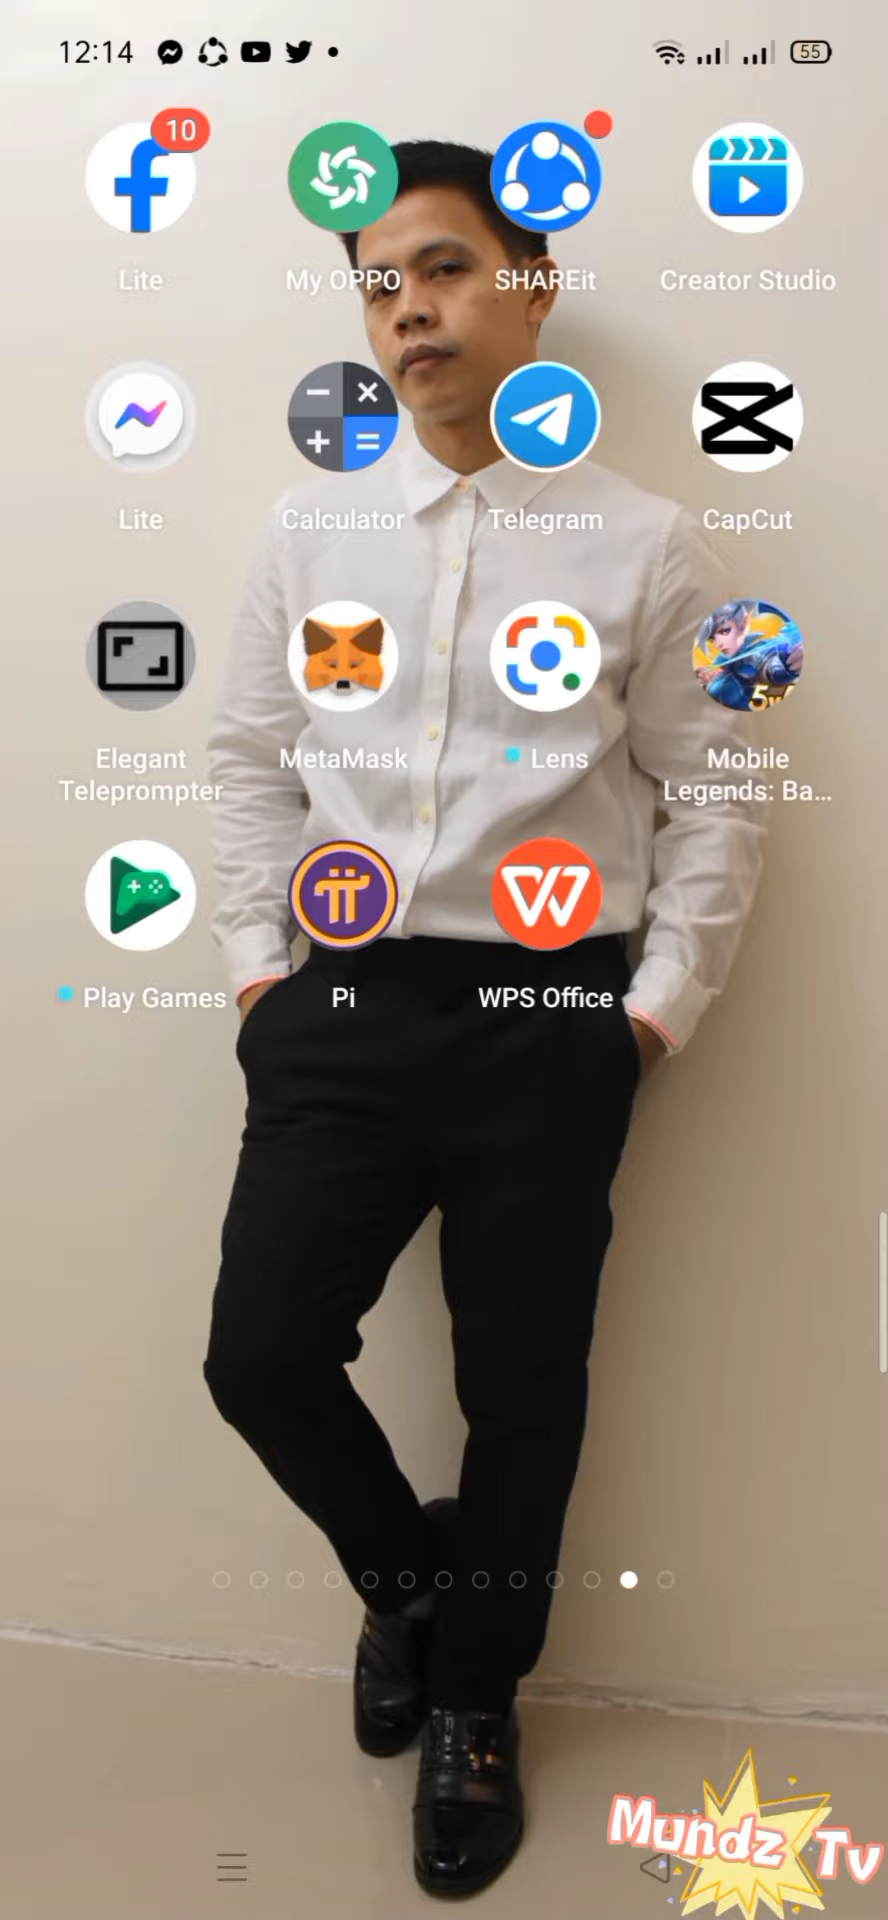 12:14
55
10
Lite
My OPPO
SHAREit
Creator Studio
Lite
Calculator
Telegram
CapCut
Elegant
Teleprompter
MetaMask
Lens
Mobile
Legends: Ba...
5v5
Play Games
Pi
WPS Office
Mundz Tv